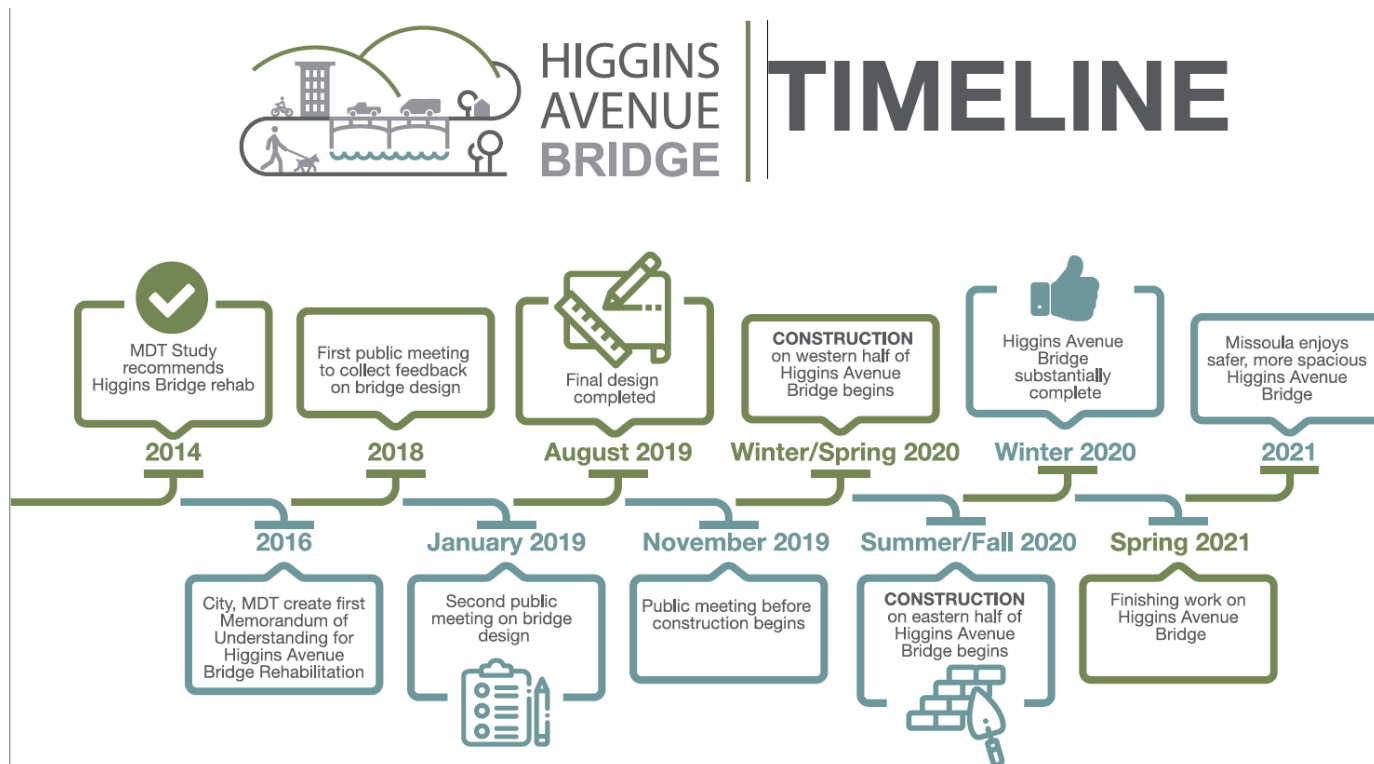 HIGGINS
AVENUE
BRIDGE
TIMELINE
MDT Study
recommends
Higgins Bridge rehab
2014
City, MDT create first
Memorandum of
Understanding for
Higgins Avenue
Bridge Rehabilitation
2016
First public meeting
to collect feedback
on bridge design
2018
January 2019
Second public
meeting on bridge
design
Final design
completed
August 2019
November 2019
Public meeting before
construction begins
CONSTRUCTION
on western half of
Higgins Avenue
Bridge begins
Winter/Spring 2020
Summer/Fall 2020
CONSTRUCTION
on eastern half of
Higgins Avenue
Bridge begins
Higgins Avenue
Bridge
substantially
complete
Winter 2020
Spring 2021
Finishing work on
Higgins Avenue
Bridge
Missoula enjoys
safer, more spacious
Higgins Avenue
Bridge
2021